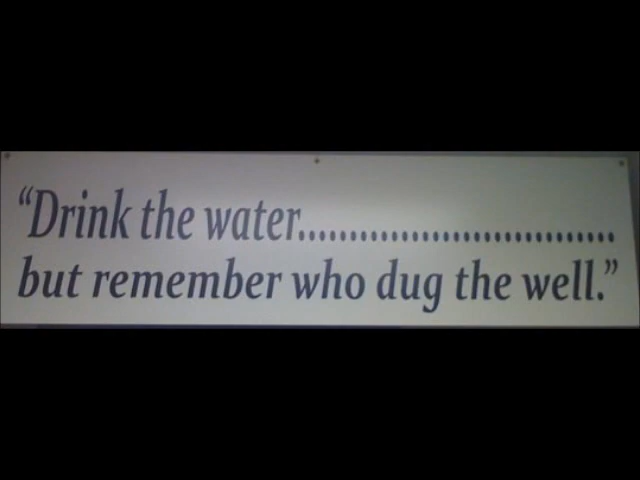 “Drink the water..............................
but remember who dug the well.”